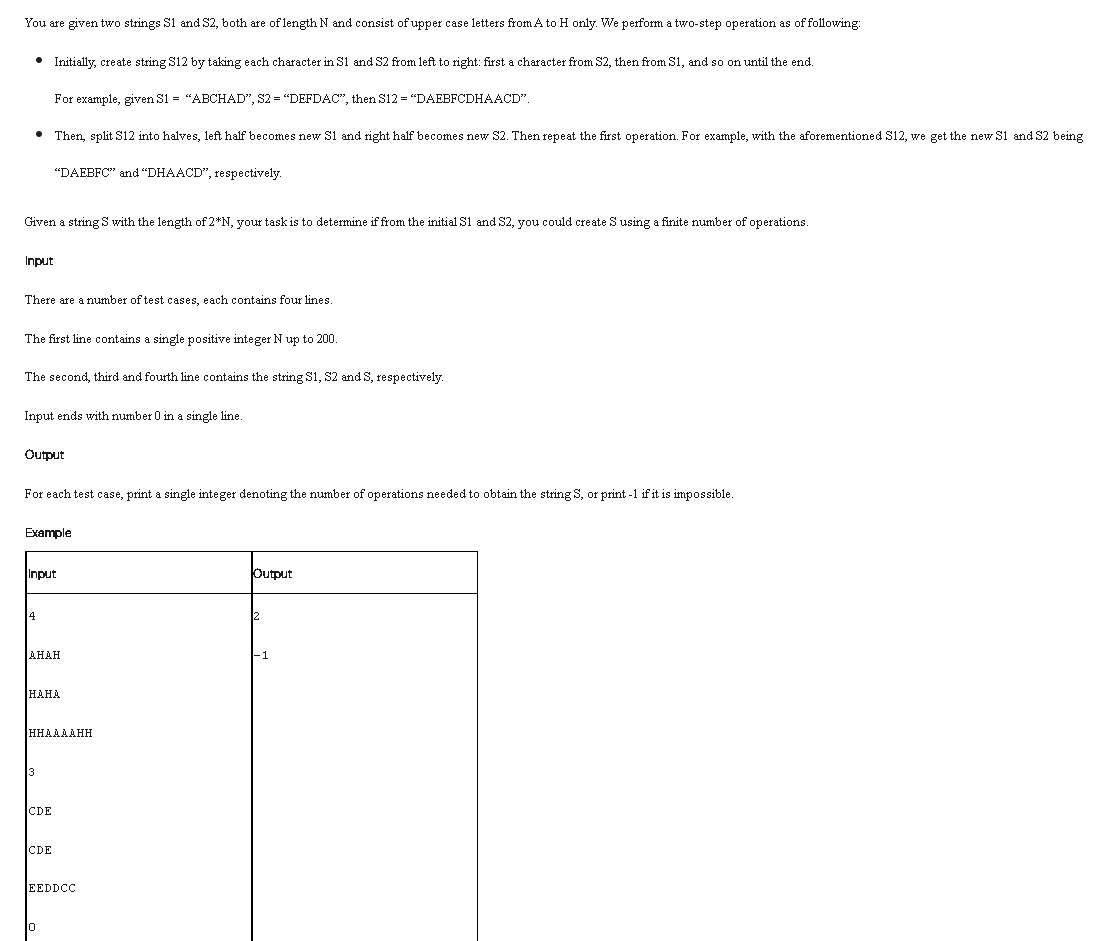 You are given two strings S1 and S2, both are of length N and consist of upper case letters from A to H only. We perform a two-step operation as of following:
Initially, create string S12 by taking each character in S1 and S2 from left to right: first a character from S2, then from S1, and so on until the end.
For example, given S1 = “ABCHAD”, S2 = “DEFDAC”, then S12 = “DAEBFCDHAACD”.
Then, split S12 into halves, left half becomes new S1 and right half becomes new S2. Then repeat the first operation. For example, with the aforementioned S12, we get the new S1 and S2 being
“DAEBFC” and “DHAACD”, respectively.
Given a string S with the length of 2*N, your task is to determine if from the initial S1 and S2, you could create S using a finite number of operations.
Input
There are a number of test cases, each contains four lines.
The first line contains a single positive integer N up to 200.
The second, third and fourth line contains the string S1, S2 and S, respectively.
Input ends with number 0 in a single line.
Output
For each test case, print a single integer denoting the number of operations needed to obtain the string S, or print -1 if it is impossible.
Example
Input Output
4 2
AHAH -1
HAHA
HHAAAAHH
3
CDE
CDE
EEDDCC
0